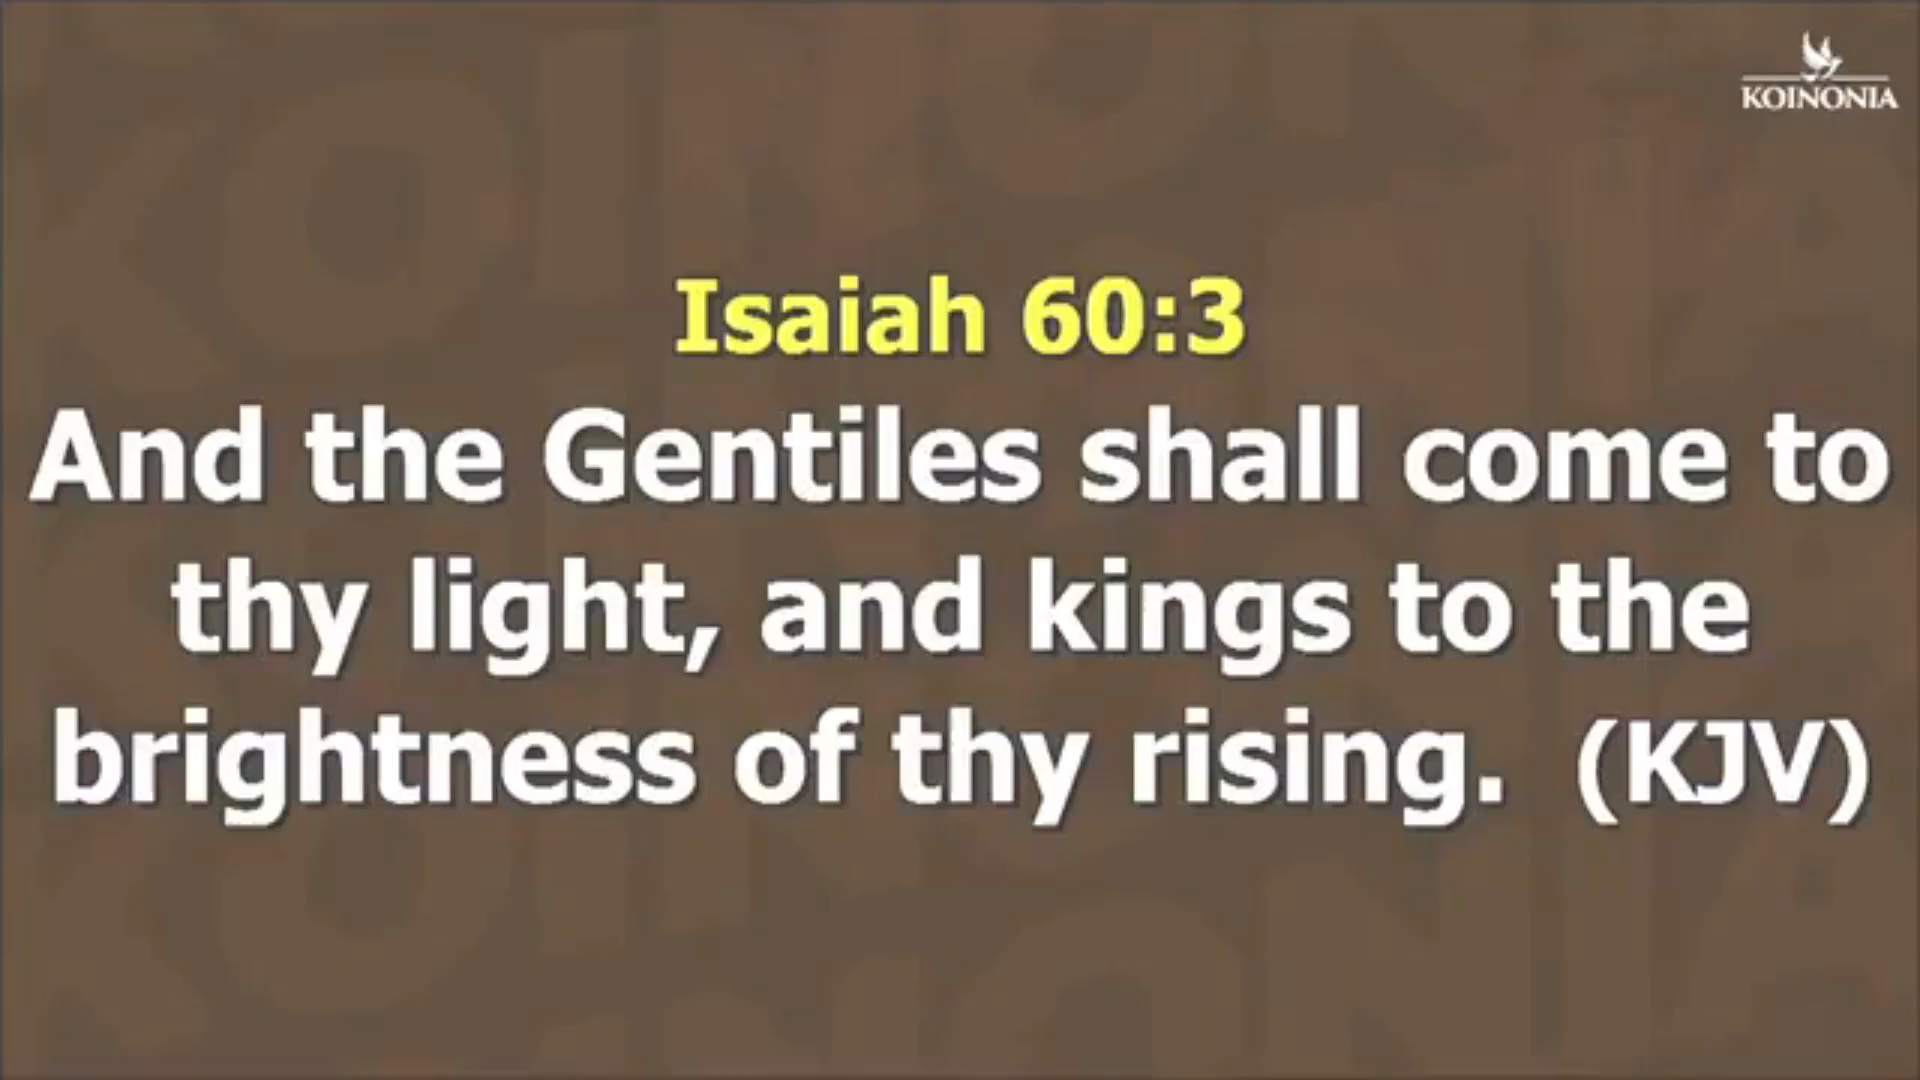 KOINONIA
Isaiah 60:3
And the Gentiles shall come to
thy light, and kings to the
brightness of thy rising. (KJV)